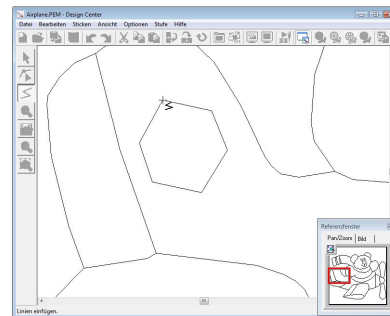 Airplane.PEM - Design Center
Datei Bearbeiten Sticken Ansicht Optionen Stufe Hilfe
Referenzfenster
Pan/Zoom Bild
Linien einfügen.